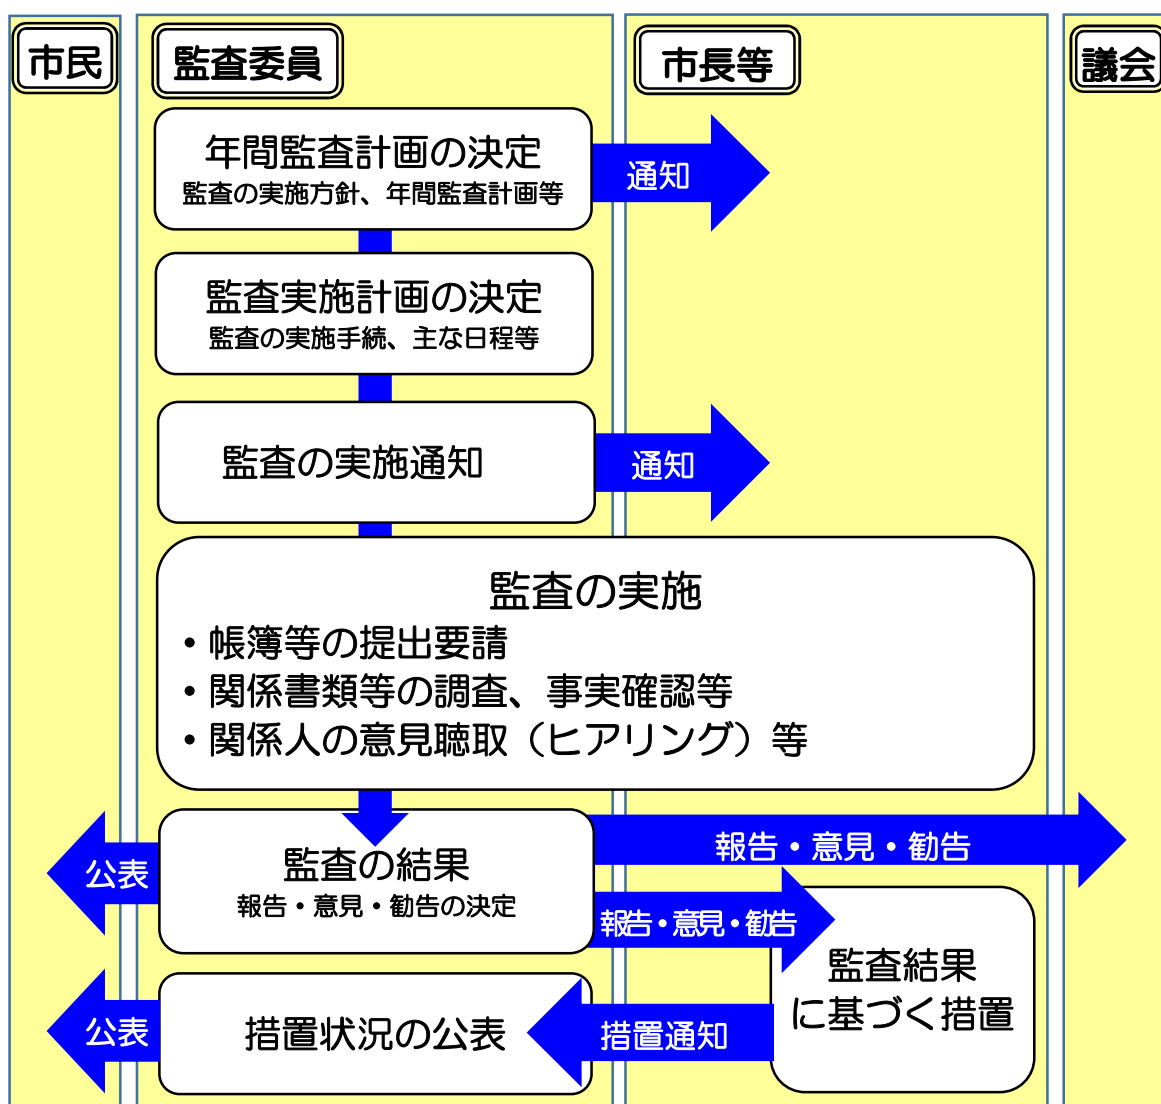 市民
監査委員
市長等
議会
年間監査計画の決定
監査の実施方針、年間監査計画等
通知
監査実施計画の決定
監査の実施手続、主な日程等
監査の実施通知
通知
監査の実施
・帳簿等の提出要請
・関係書類等の調査、事実確認等
・関係人の意見聴取（ヒアリング）等
報告・意見・勧告
公表
監査の結果
報告・意見・勧告の決定
報告・意見・勧告
監査結果
に基づく措置
公表
措置状況の公表
措置通知